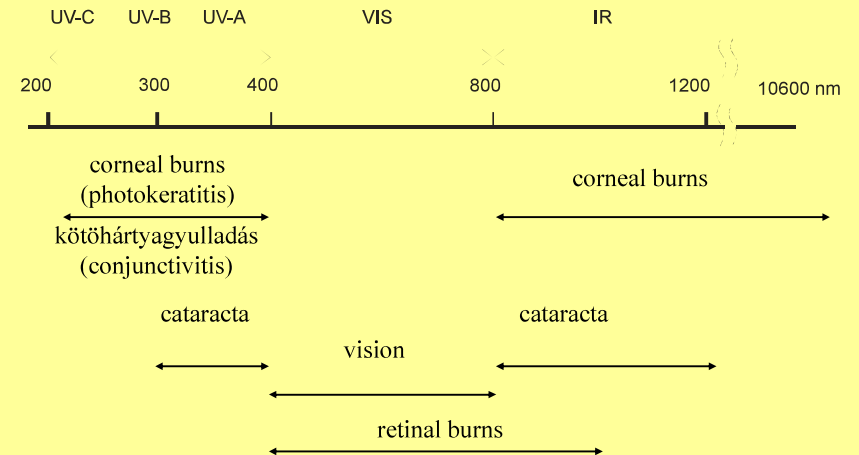 UV-C UV-B UV-A VIS IR
200 300 400 800 1200 10600 nm
corneal burns
(photokeratitis)
corneal burns
kötöhártyagyulladás
(conjunctivitis)
cataracta cataracta
vision
retinal burns